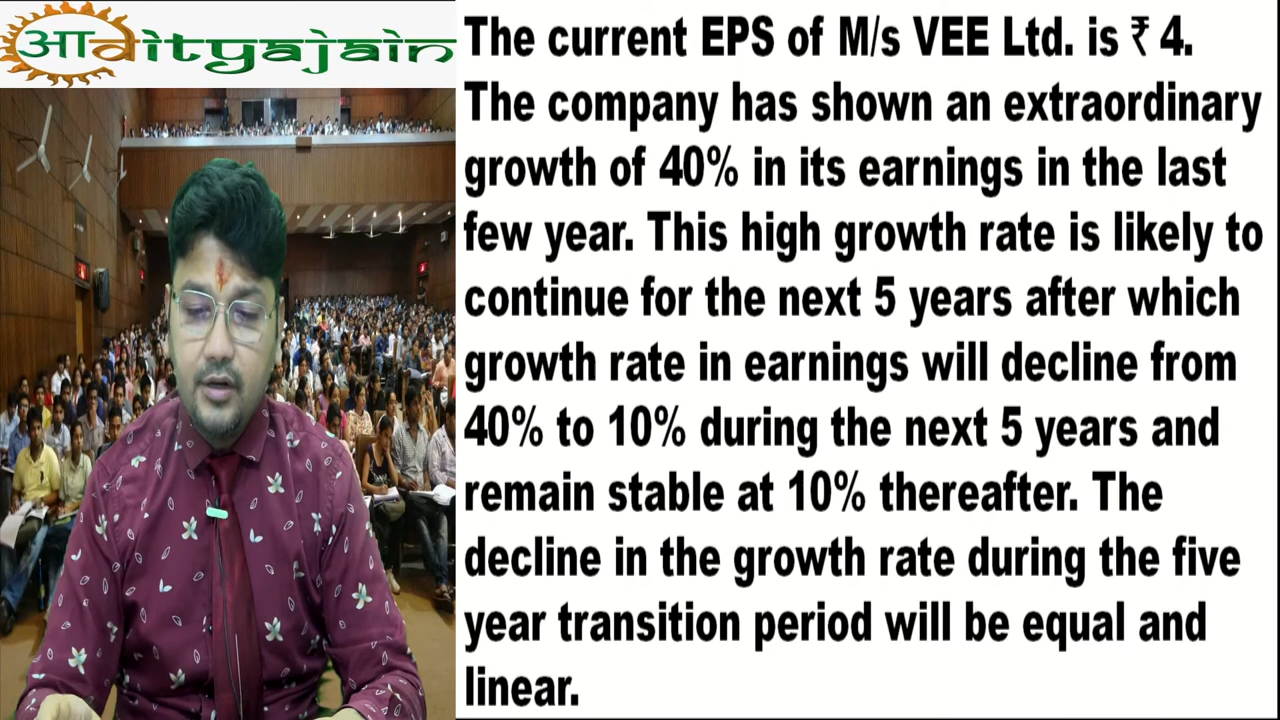 आdityajain
The current EPS of M/s VEE Ltd. is ₹ 4.
The company has shown an extraordinary
growth of 40% in its earnings in the last
few year. This high growth rate is likely to
continue for the next 5 years after which
growth rate in earnings will decline from
40% to 10% during the next 5 years and
remain stable at 10% thereafter. The
decline in the growth rate during the five
year transition period will be equal and
linear.